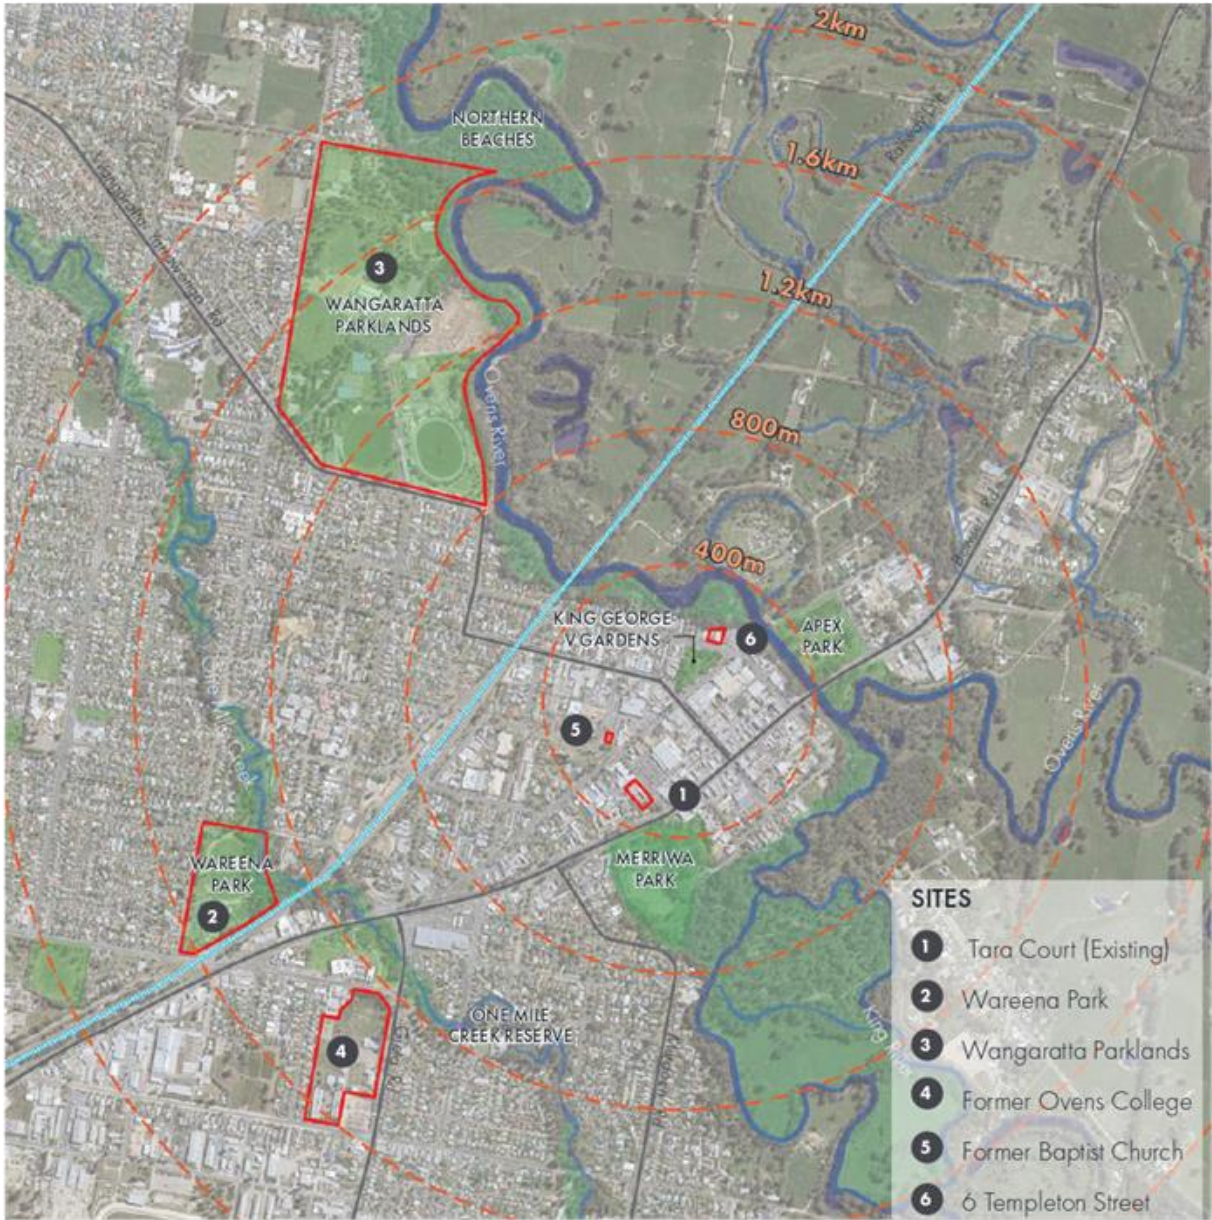 2km
NORTHERN
BEACHES
1.6km
3
WANGARATTA
PARKLANDS
1.2km
Ovens River
800m
400m
KING GEORGE
V GARDENS
6
APEX
PARK
5
1
Ovens River
MERRIWA
PARK
WAREENA
PARK
2
ONE MILE
CREEK RESERVE
4
SITES
1 Tara Court (Existing)
2 Wareena Park
3 Wangaratta Parklands
4 Former Ovens College
5 Former Baptist Church
6 6 Templeton Street